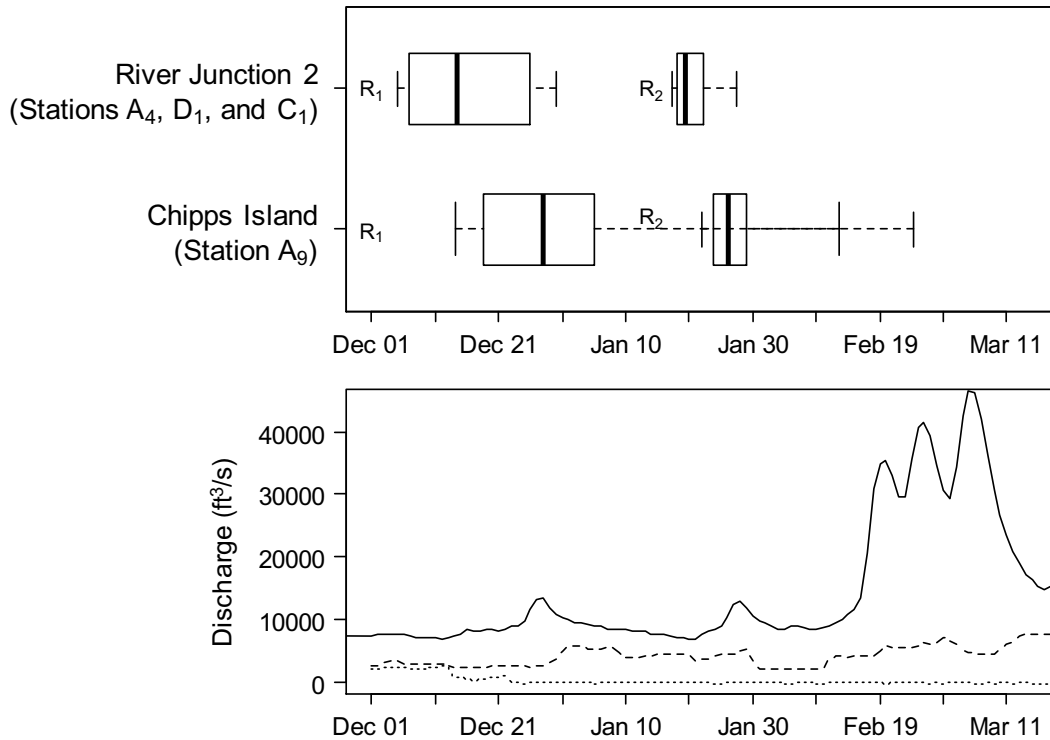 River Junction 2
(Stations A₄, D₁, and C₁)
R₁
R₂
Chipps Island
(Station A₉)
R₁
R₂
Dec 01 Dec 21 Jan 10 Jan 30 Feb 19 Mar 11
Discharge (ft³/s)
40000
30000
20000
10000
0
Dec 01 Dec 21 Jan 10 Jan 30 Feb 19 Mar 11